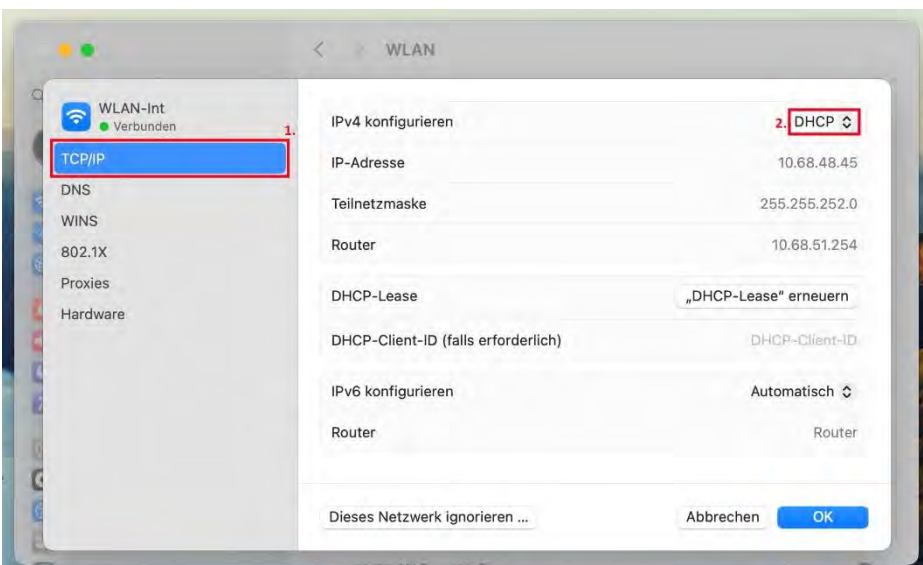 WLAN
WLAN-Int
Verbunden
1.
TCP/IP
DNS
WINS
802.1X
Proxies
Hardware
IPv4 konfigurieren
2. DHCP
IP-Adresse
10.68.48.45
Teilnetzmaske
255.255.252.0
Router
10.68.51.254
DHCP-Lease
„DHCP-Lease“ erneuern
DHCP-Client-ID (falls erforderlich)
DHCP-Client-ID
IPv6 konfigurieren
Automatisch
Router
Router
Dieses Netzwerk ignorieren ...
Abbrechen
OK